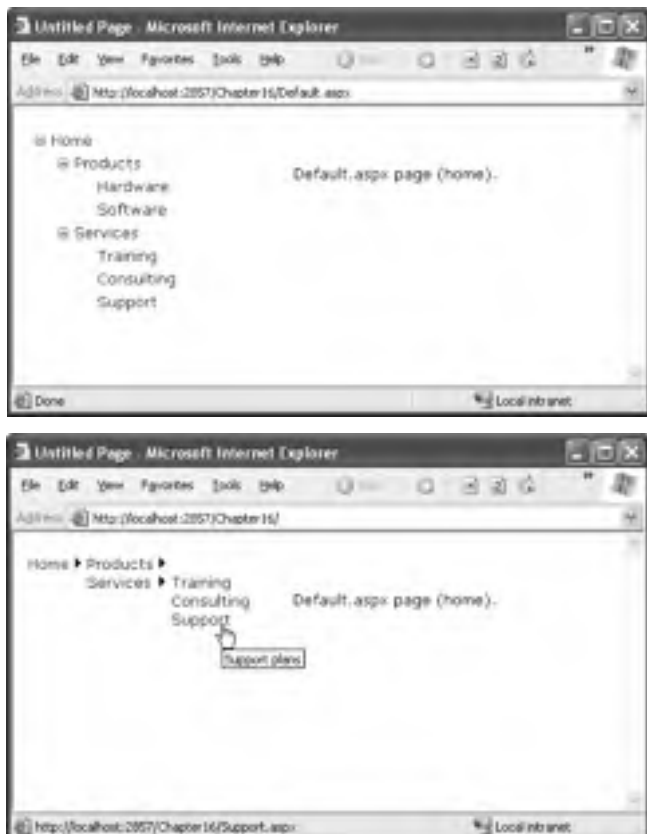 Untitled Page - Microsoft Internet Explorer
File Edit View Favorites Tools Help
Address http://localhost:2857/Chapter16/Default.aspx
Home
Products
Hardware
Software
Services
Training
Consulting
Support
Default.aspx page (home).
Done
Local intranet
Untitled Page - Microsoft Internet Explorer
File Edit View Favorites Tools Help
Address http://localhost:2857/Chapter16/
Home Products
Services Training
Consulting
Support
Default.aspx page (home).
Support plans
http://localhost:2857/Chapter16/Support.aspx
Local intranet